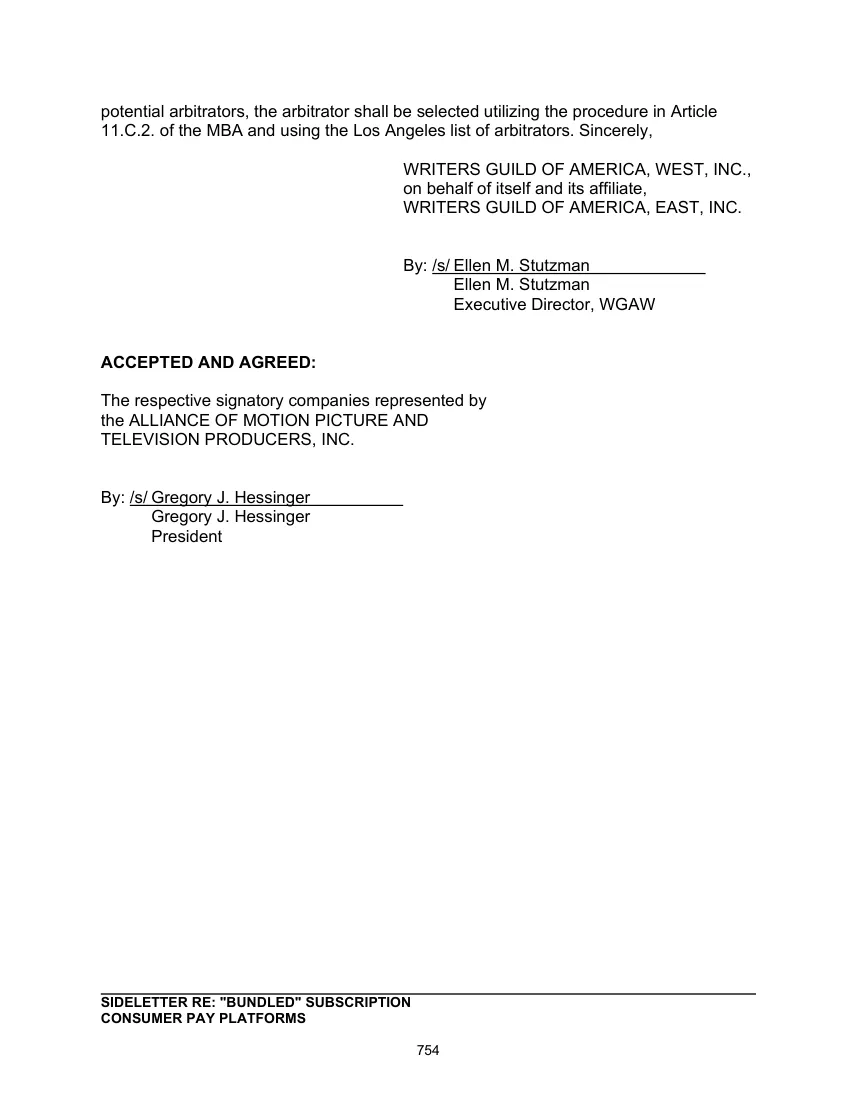 potential arbitrators, the arbitrator shall be selected utilizing the procedure in Article
11.C.2. of the MBA and using the Los Angeles list of arbitrators. Sincerely,
WRITERS GUILD OF AMERICA, WEST, INC.,
on behalf of itself and its affiliate,
WRITERS GUILD OF AMERICA, EAST, INC.
By: /s/ Ellen M. Stutzman
Ellen M. Stutzman
Executive Director, WGAW
ACCEPTED AND AGREED:
The respective signatory companies represented by
the ALLIANCE OF MOTION PICTURE AND
TELEVISION PRODUCERS, INC.
By: /s/ Gregory J. Hessinger
Gregory J. Hessinger
President
SIDELETTER RE: "BUNDLED" SUBSCRIPTION
CONSUMER PAY PLATFORMS
754